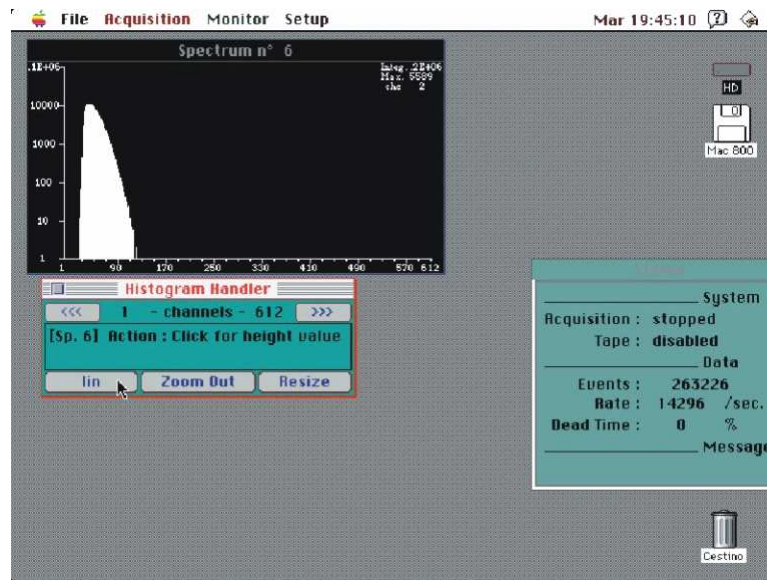 File Acquisition Monitor Setup Mar 19:45:10
Spectrum n° 6
.1E+06
Integ. .2E+06
Max. 5589
chs 2
10000
1000
100
10
1
1 90 170 250 330 410 490 570 612
HD
Mac 800
Histogram Handler
<<< 1 - channels - 612 >>>
[Sp. 6] Action : Click for height value
lin Zoom Out Resize
System
Acquisition : stopped
Tape : disabled
Data
Events : 263226
Rate : 14296 /sec.
Dead Time : 0 %
Message
Cestino